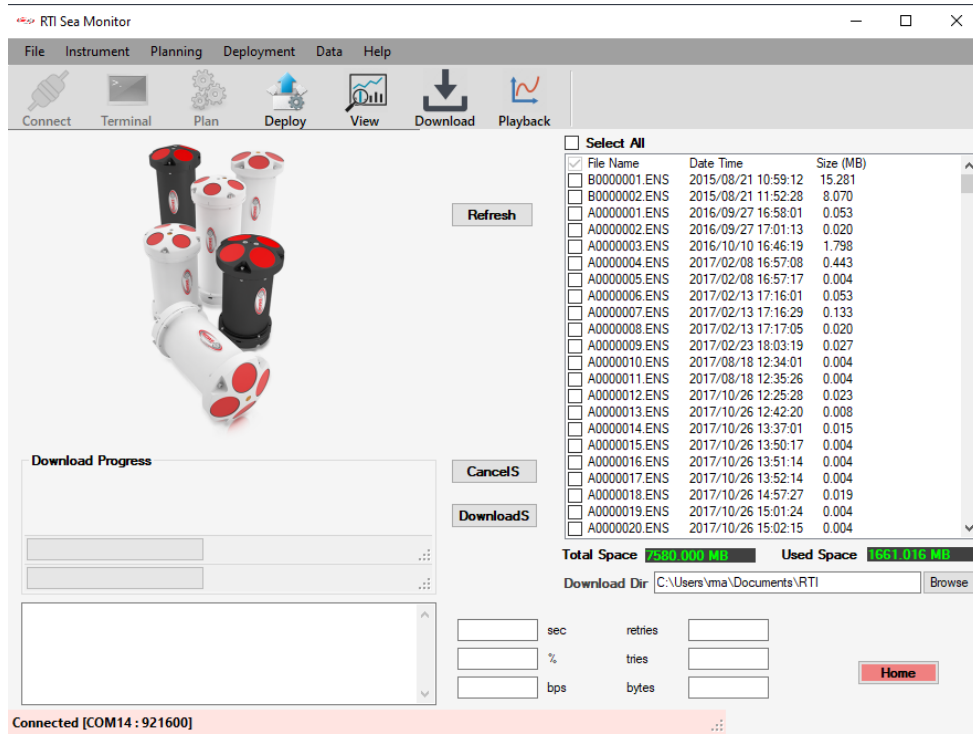 RTI Sea Monitor
File Instrument Planning Deployment Data Help
Connect Terminal Plan Deploy View Download Playback
Select All
File Name Date Time Size (MB)
B0000001.ENS 2015/08/21 10:59:12 15.281
B0000002.ENS 2015/08/21 11:52:28 8.070
A0000001.ENS 2016/09/27 16:58:01 0.053
A0000002.ENS 2016/09/27 17:01:13 0.020
A0000003.ENS 2016/10/10 16:46:19 1.798
A0000004.ENS 2017/02/08 16:57:08 0.443
A0000005.ENS 2017/02/08 16:57:17 0.004
A0000006.ENS 2017/02/13 17:16:01 0.053
A0000007.ENS 2017/02/13 17:16:29 0.133
A0000008.ENS 2017/02/13 17:17:05 0.020
A0000009.ENS 2017/02/23 18:03:19 0.027
A0000010.ENS 2017/08/18 12:34:01 0.004
A0000011.ENS 2017/08/18 12:35:26 0.004
A0000012.ENS 2017/10/26 12:25:28 0.023
A0000013.ENS 2017/10/26 12:42:20 0.008
A0000014.ENS 2017/10/26 13:37:01 0.015
A0000015.ENS 2017/10/26 13:50:17 0.004
A0000016.ENS 2017/10/26 13:51:14 0.004
A0000017.ENS 2017/10/26 13:52:14 0.004
A0000018.ENS 2017/10/26 14:57:27 0.019
A0000019.ENS 2017/10/26 15:01:24 0.004
A0000020.ENS 2017/10/26 15:02:15 0.004
Refresh
Download Progress
CancelS
DownloadS
Total Space 7580.000 MB Used Space 1661.016 MB
Download Dir C:\Users\rma\Documents\RTI Browse
sec retries
% tries
bps bytes
Home
Connected [COM14 : 921600]